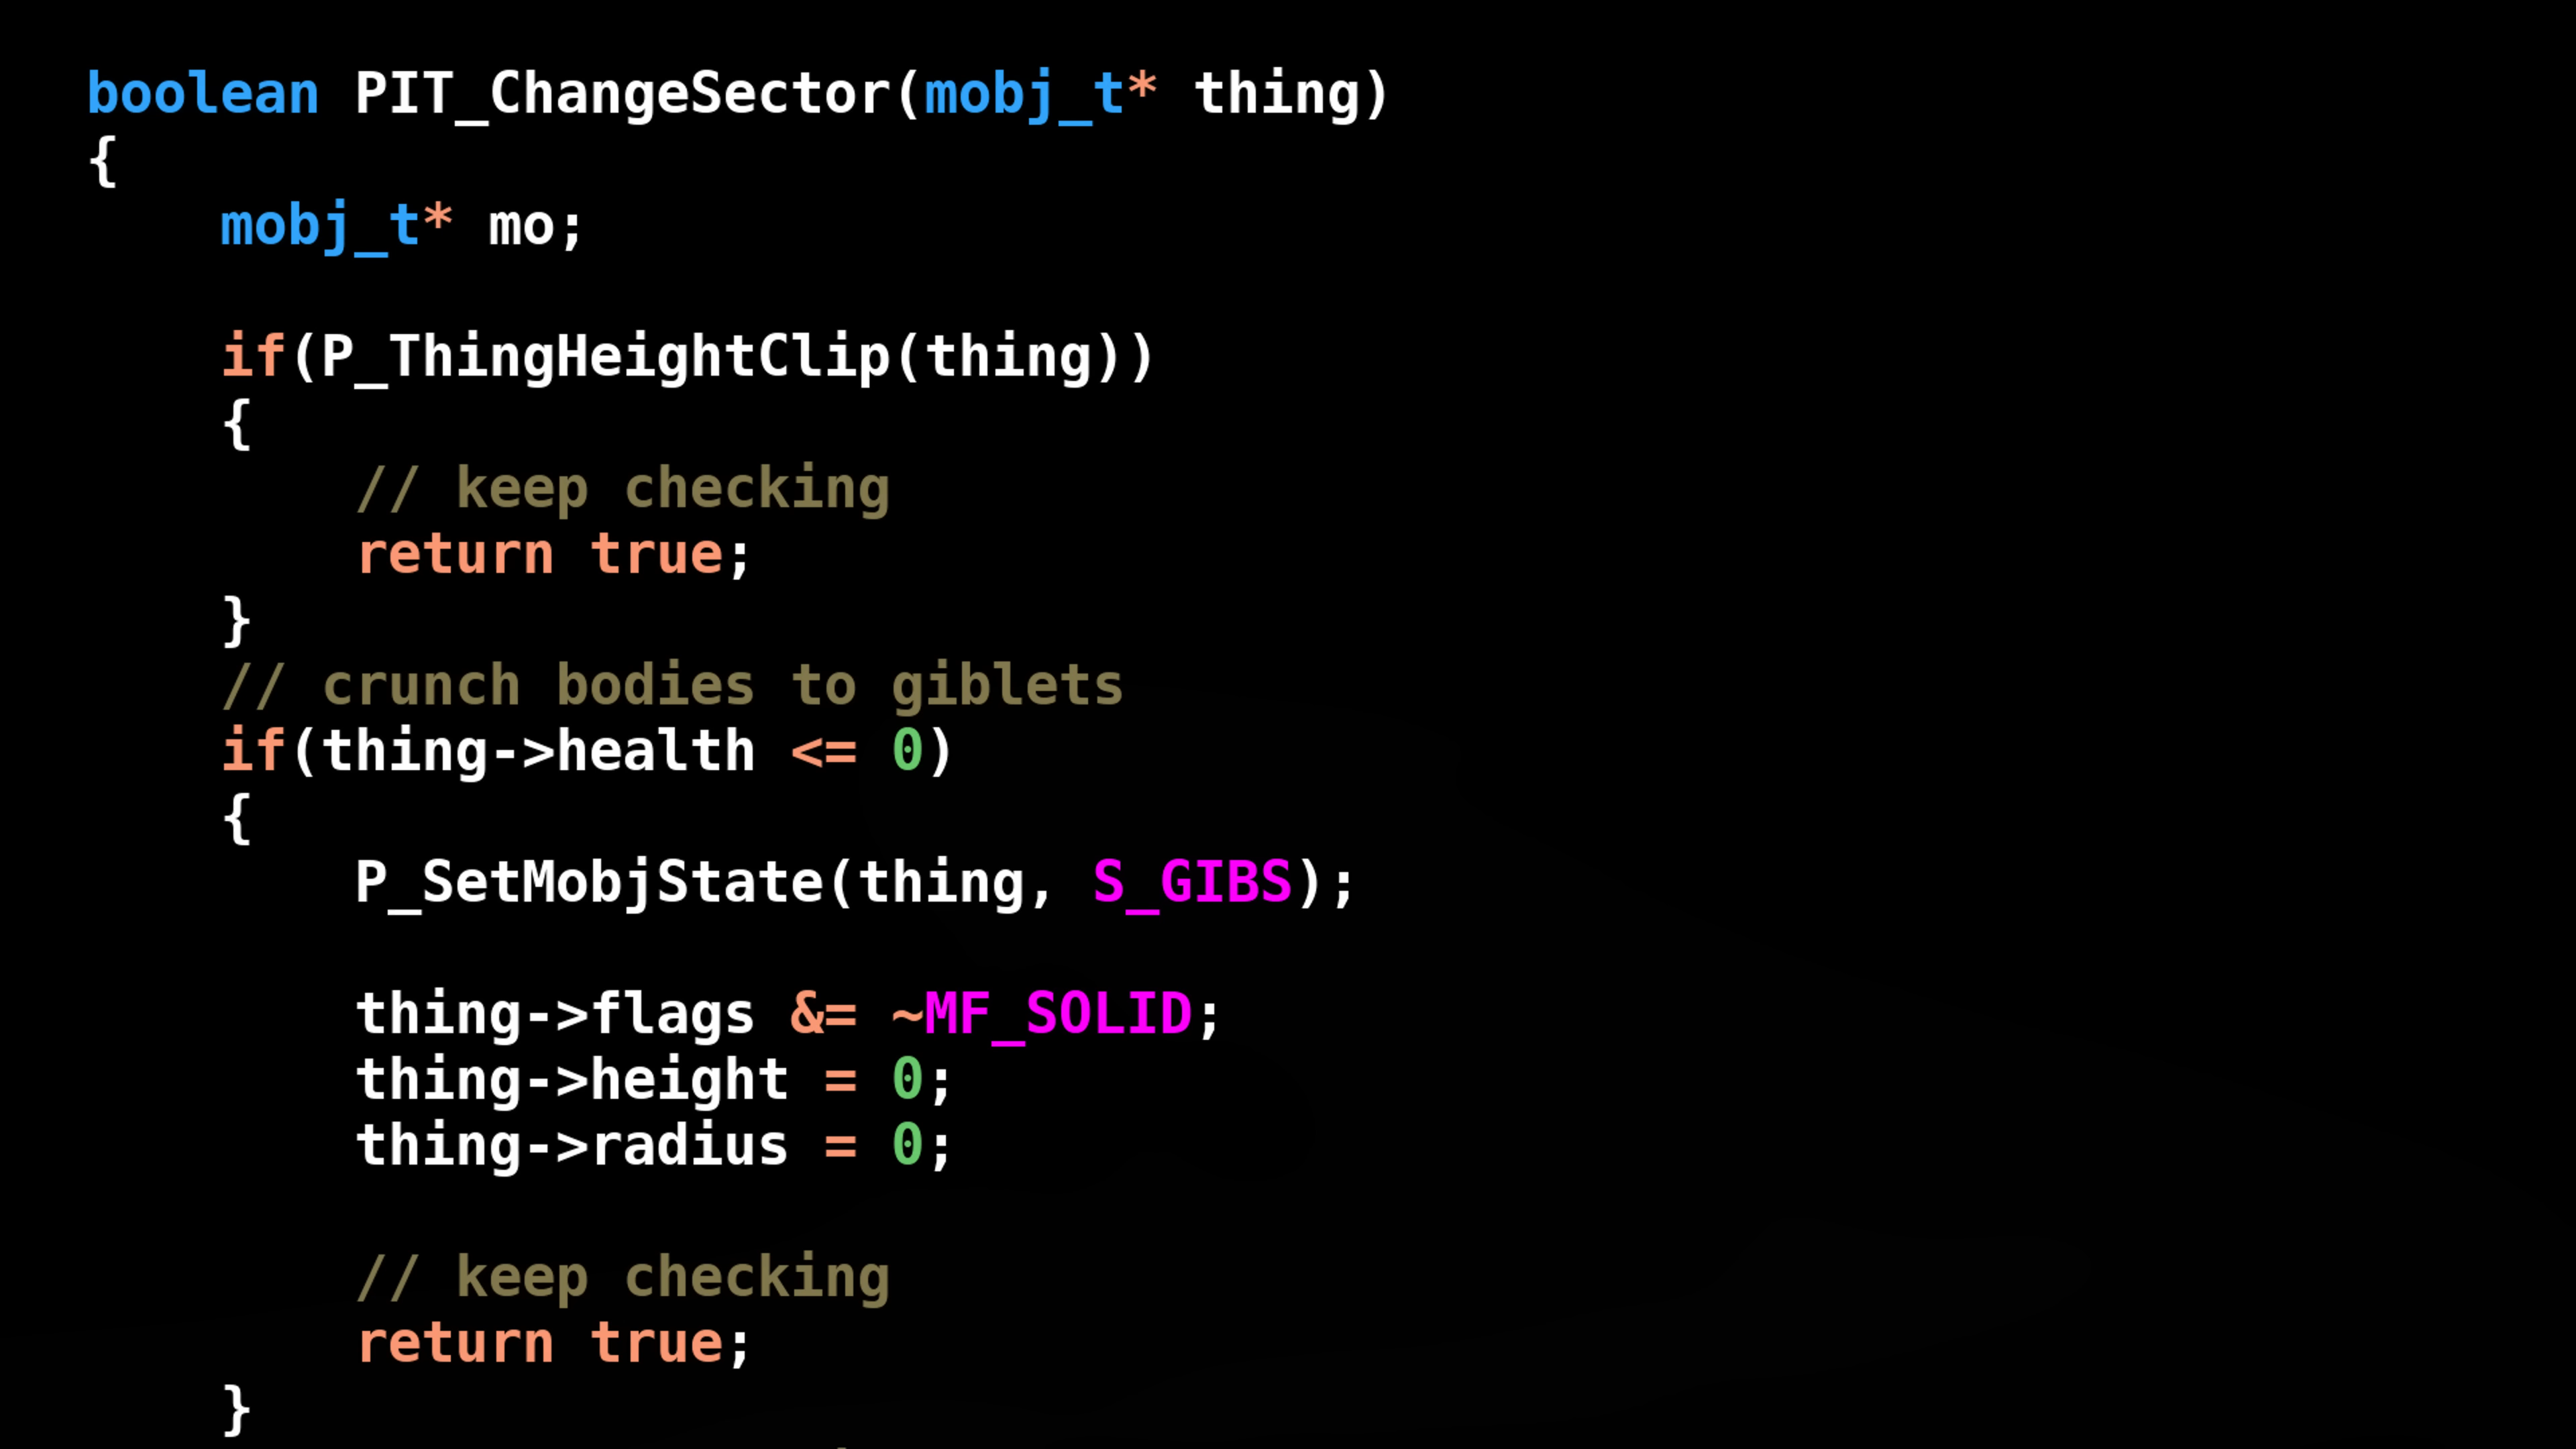 boolean PIT_ChangeSector(mobj_t* thing)
{
    mobj_t* mo;

    if(P_ThingHeightClip(thing))
    {
        // keep checking
        return true;
    }
    // crunch bodies to giblets
    if(thing->health <= 0)
    {
        P_SetMobjState(thing, S_GIBS);

        thing->flags &= ~MF_SOLID;
        thing->height = 0;
        thing->radius = 0;

        // keep checking
        return true;
    }